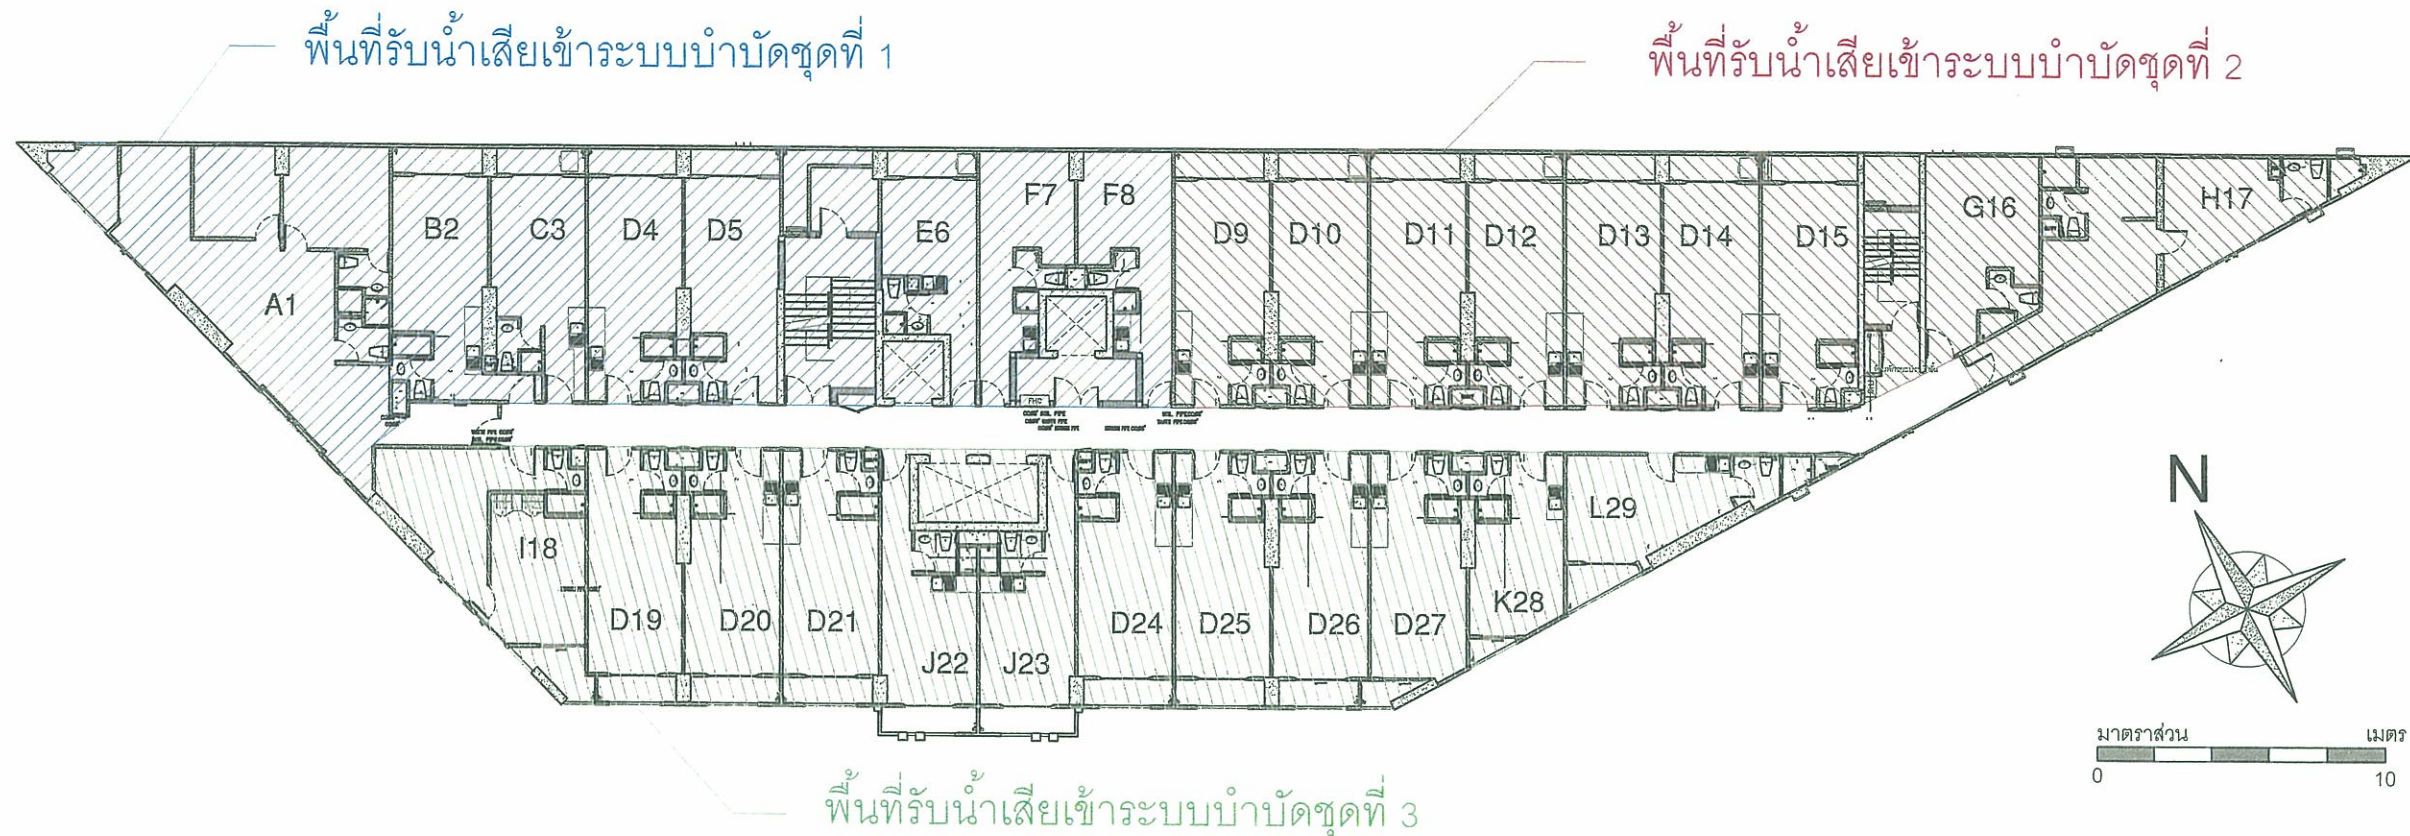 พื้นที่รับน้ำเสียเข้าระบบบำบัดชุดที่ 1
พื้นที่รับน้ำเสียเข้าระบบบำบัดชุดที่ 2
A1
B2
C3
D4
D5
E6
F7
F8
D9
D10
D11
D12
D13
D14
D15
G16
H17
FHC
I18
D19
D20
D21
J22
J23
D24
D25
D26
D27
K28
L29
N
มาตราส่วน เมตร
0 10
พื้นที่รับน้ำเสียเข้าระบบบำบัดชุดที่ 3